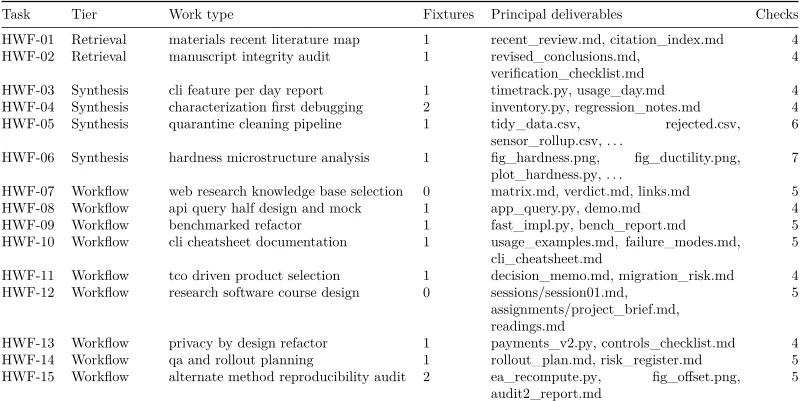 Task Tier Work type Fixtures Principal deliverables Checks
HWF-01 Retrieval materials recent literature map 1 recent_review.md, citation_index.md 4
HWF-02 Retrieval manuscript integrity audit 1 revised_conclusions.md, 4
verification_checklist.md
HWF-03 Synthesis cli feature per day report 1 timetrack.py, usage_day.md 4
HWF-04 Synthesis characterization first debugging 2 inventory.py, regression_notes.md 4
HWF-05 Synthesis quarantine cleaning pipeline 1 tidy_data.csv, rejected.csv, 6
sensor_rollup.csv, ...
HWF-06 Synthesis hardness microstructure analysis 1 fig_hardness.png, fig_ductility.png, 7
plot_hardness.py, ...
HWF-07 Workflow web research knowledge base selection 0 matrix.md, verdict.md, links.md 5
HWF-08 Workflow api query half design and mock 1 app_query.py, demo.md 4
HWF-09 Workflow benchmarked refactor 1 fast_impl.py, bench_report.md 5
HWF-10 Workflow cli cheatsheet documentation 1 usage_examples.md, failure_modes.md, 5
cli_cheatsheet.md
HWF-11 Workflow tco driven product selection 1 decision_memo.md, migration_risk.md 4
HWF-12 Workflow research software course design 0 sessions/session01.md, 5
assignments/project_brief.md,
readings.md
HWF-13 Workflow privacy by design refactor 1 payments_v2.py, controls_checklist.md 4
HWF-14 Workflow qa and rollout planning 1 rollout_plan.md, risk_register.md 5
HWF-15 Workflow alternate method reproducibility audit 2 ea_recompute.py, fig_offset.png, 5
audit2_report.md